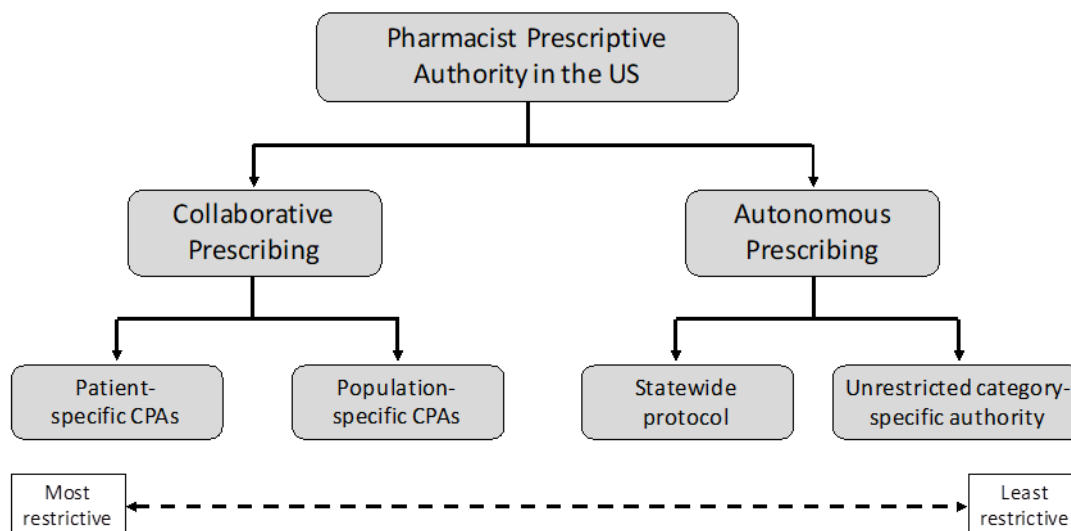 Pharmacist Prescriptive
Authority in the US
Collaborative
Prescribing
Autonomous
Prescribing
Patient-
specific CPAs
Population-
specific CPAs
Statewide
protocol
Unrestricted category-
specific authority
Most
restrictive
Least
restrictive